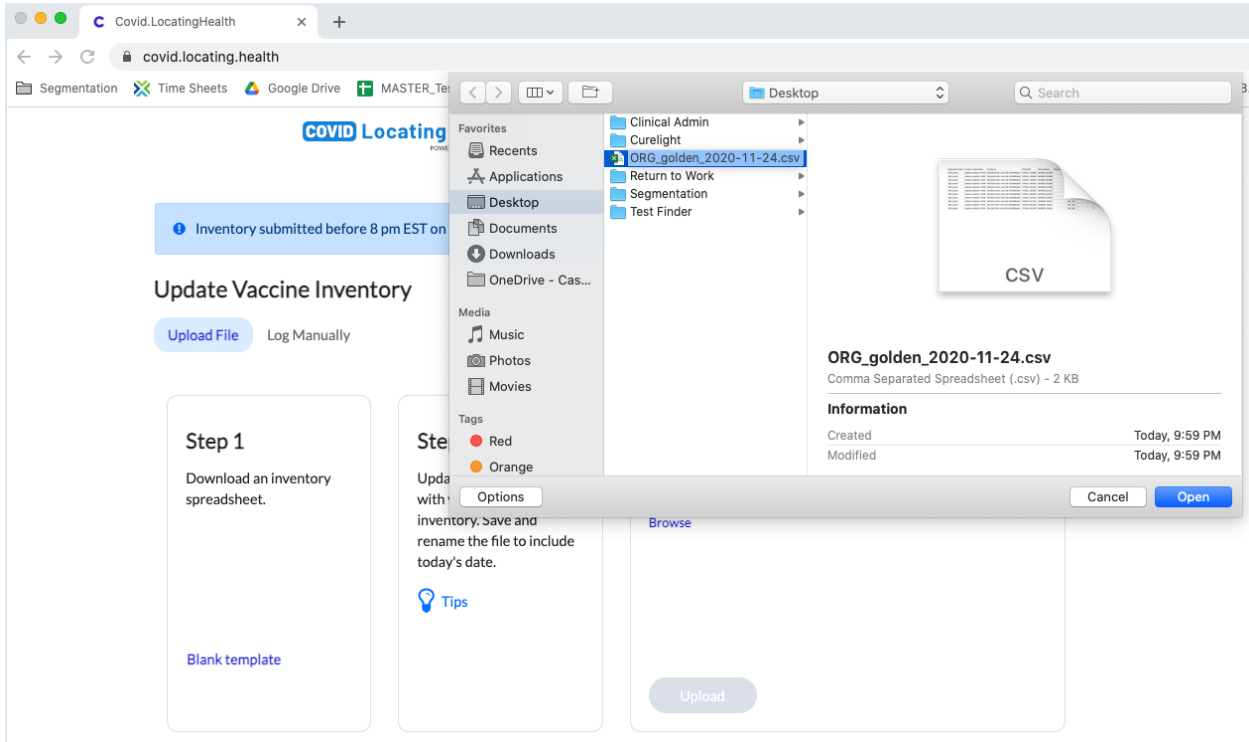 Covid.LocatingHealth
covid.locating.health
Segmentation Time Sheets Google Drive MASTER_Te
Desktop
Search
COVID Locating
Inventory submitted before 8 pm EST on
Update Vaccine Inventory
Upload File Log Manually
Step 1
Download an inventory
spreadsheet.
Blank template
Ste
Upda
with
inventory. Save and
rename the file to include
today's date.
Tips
Browse
Upload
Favorites
Recents
Applications
Desktop
Documents
Downloads
OneDrive - Cas...
Media
Music
Photos
Movies
Tags
Red
Orange
Clinical Admin
Curelight
ORG_golden_2020-11-24.csv
Return to Work
Segmentation
Test Finder
CSV
ORG_golden_2020-11-24.csv
Comma Separated Spreadsheet (.csv) - 2 KB
Information
Created Today, 9:59 PM
Modified Today, 9:59 PM
Options
Cancel
Open